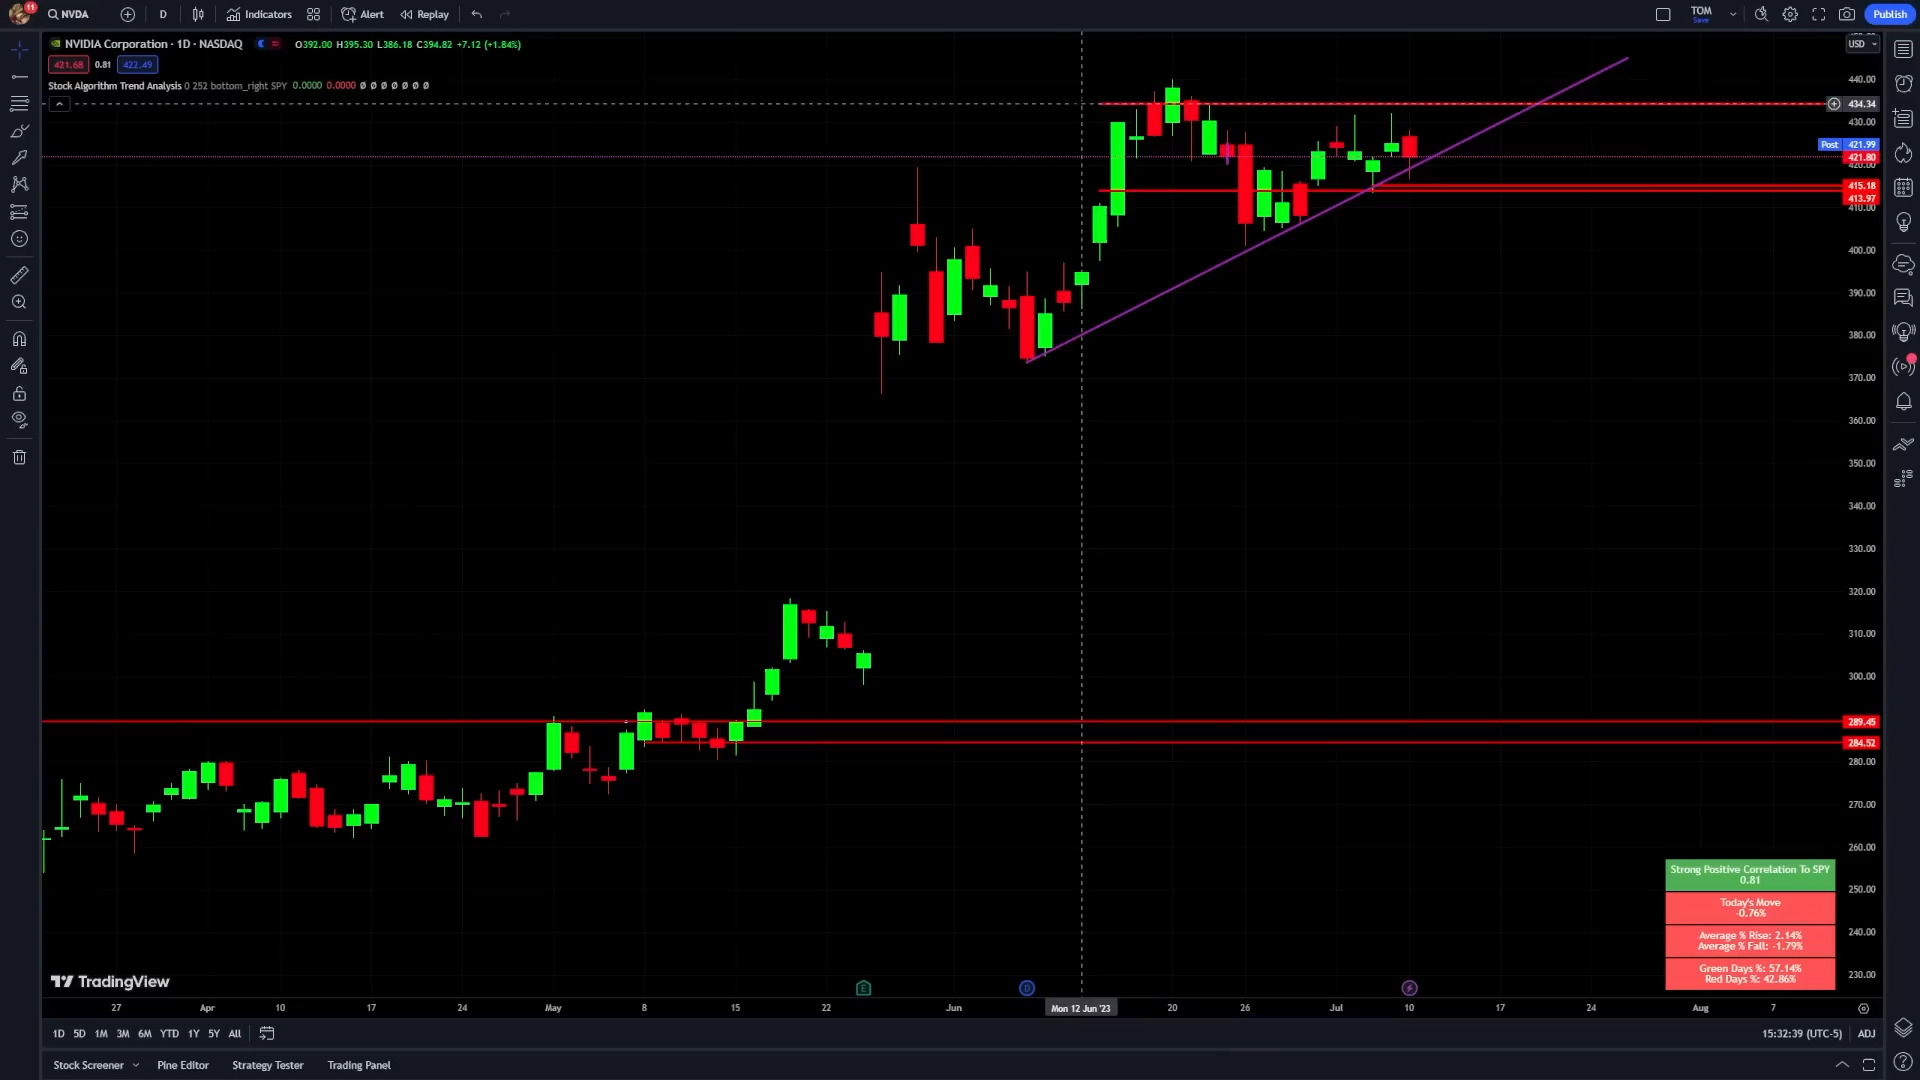 11
NVDA
D
Indicators
Alert
Replay
TOM
Save
Publish
NVIDIA Corporation · 1D · NASDAQ
O392.00 H395.30 L386.18 C394.82 +7.12 (+1.84%)
USD
421.68 0.81 422.49
Stock Algorithm Trend Analysis 0 252 bottom_right SPY 0.0000 0.0000 ø ø ø ø ø ø ø
440.00
434.34
430.00
Post 421.99
421.80
420.00
415.18
413.97
410.00
400.00
390.00
380.00
370.00
360.00
350.00
340.00
330.00
320.00
310.00
300.00
289.45
284.52
280.00
270.00
260.00
250.00
240.00
230.00
Strong Positive Correlation To SPY
0.81
Today's Move
-0.76%
Average % Rise: 2.14%
Average % Fall: -1.79%
Green Days %: 57.14%
Red Days %: 42.86%
TradingView
E
D
27 Apr 10 17 24 May 8 15 22 Jun Mon 12 Jun '23 20 26 Jul 10 17 24 Aug 7
1D 5D 1M 3M 6M YTD 1Y 5Y All
15:32:39 (UTC-5) ADJ
Stock Screener Pine Editor Strategy Tester Trading Panel